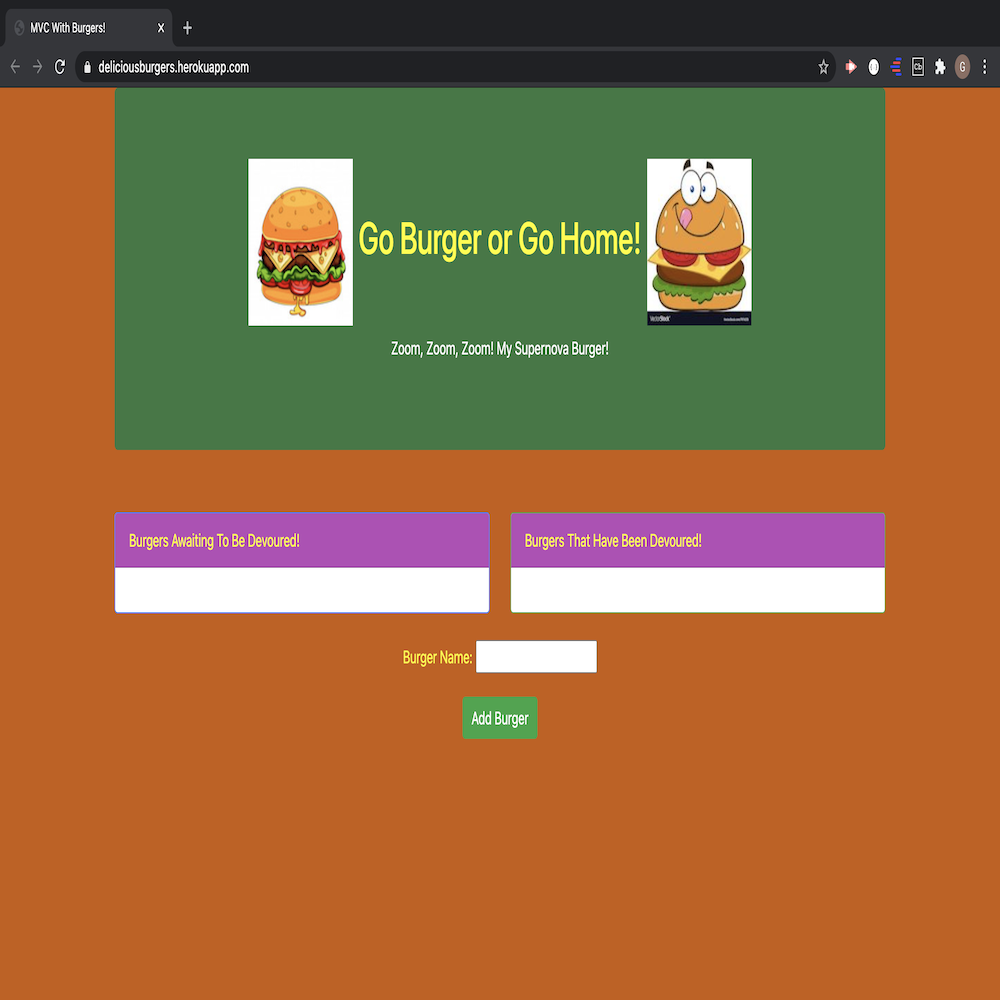 MVC With Burgers!
deliciousburgers.herokuapp.com
Cb
G
Go Burger or Go Home!
VectorStock
Zoom, Zoom, Zoom! My Supernova Burger!
Burgers Awaiting To Be Devoured!
Burgers That Have Been Devoured!
Burger Name:
Add Burger